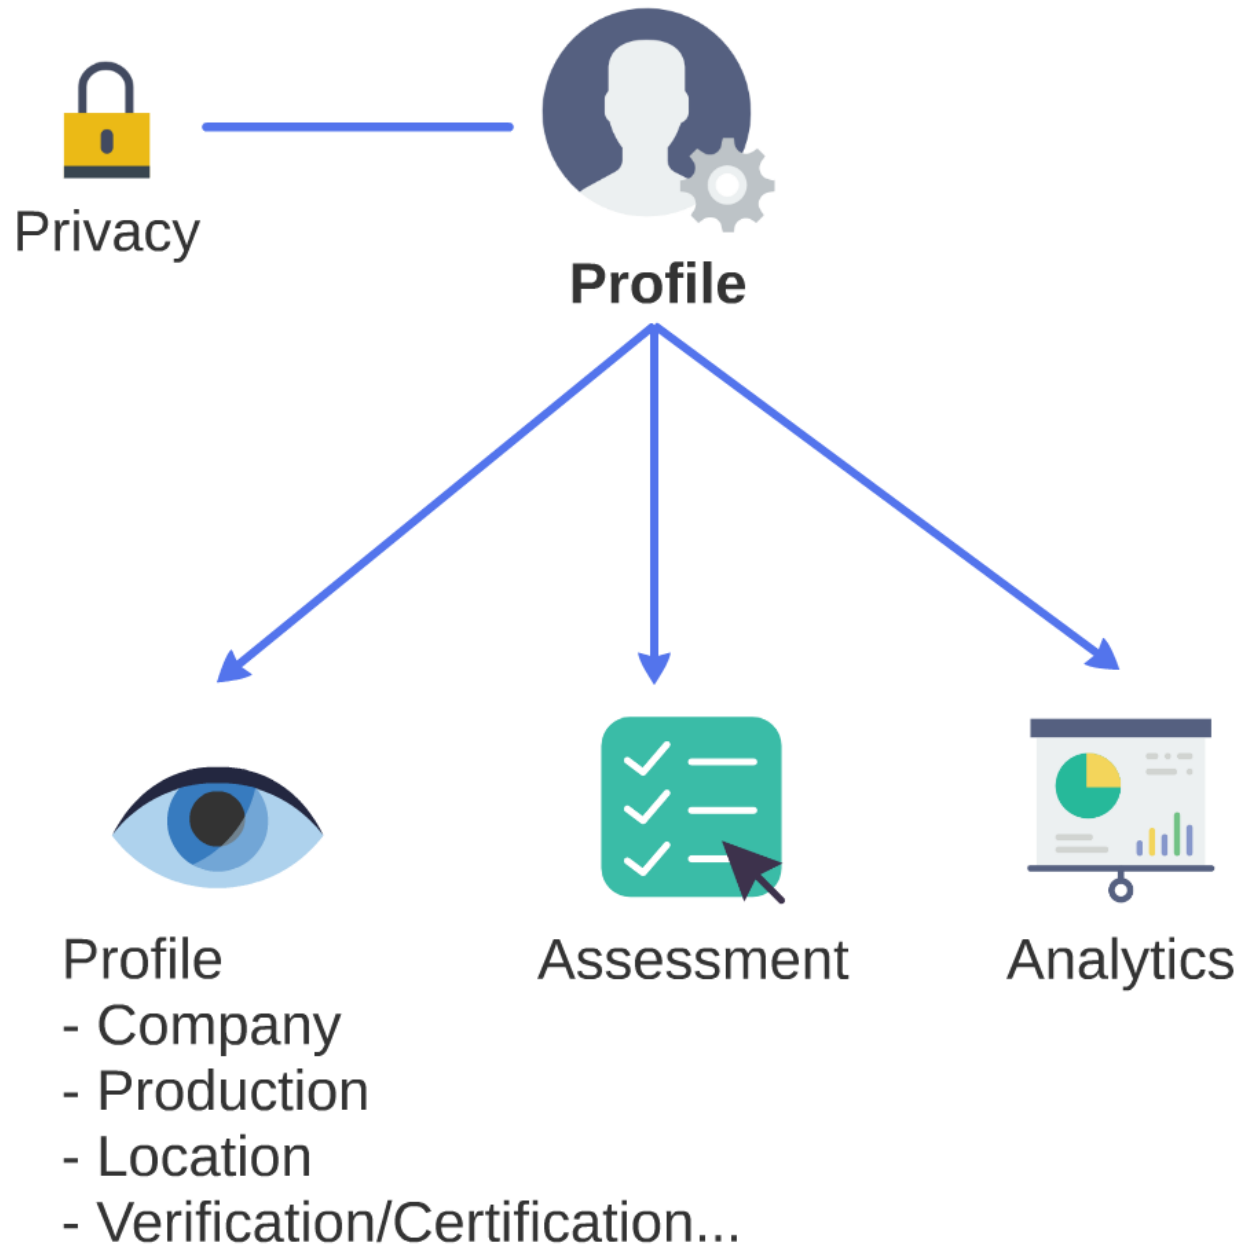 Privacy
Profile
Profile
- Company
- Production
- Location
- Verification/Certification...
Assessment
Analytics